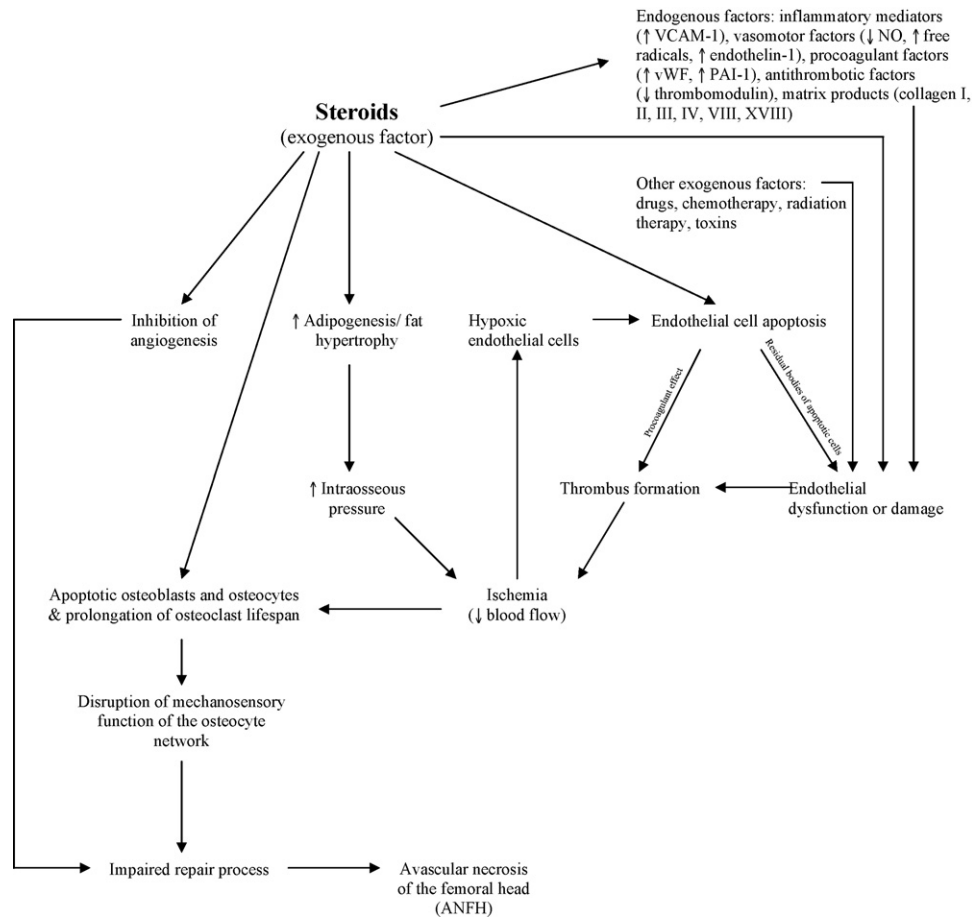 Endogenous factors: inflammatory mediators
(↑ VCAM-1), vasomotor factors (↓ NO, ↑ free
radicals, ↑ endothelin-1), procoagulant factors
(↑ vWF, ↑ PAI-1), antithrombotic factors
(↓ thrombomodulin), matrix products (collagen I,
II, III, IV, VIII, XVIII)
Steroids
(exogenous factor)
Other exogenous factors:
drugs, chemotherapy, radiation
therapy, toxins
Inhibition of
angiogenesis
↑ Adipogenesis/ fat
hypertrophy
Hypoxic
endothelial cells
Endothelial cell apoptosis
Procoagulant effect
Residual bodies of apoptotic cells
↑ Intraosseous
pressure
Thrombus formation
Endothelial
dysfunction or damage
Apoptotic osteoblasts and osteocytes
& prolongation of osteoclast lifespan
Ischemia
(↓ blood flow)
Disruption of mechanosensory
function of the osteocyte
network
Impaired repair process
Avascular necrosis
of the femoral head
(ANFH)